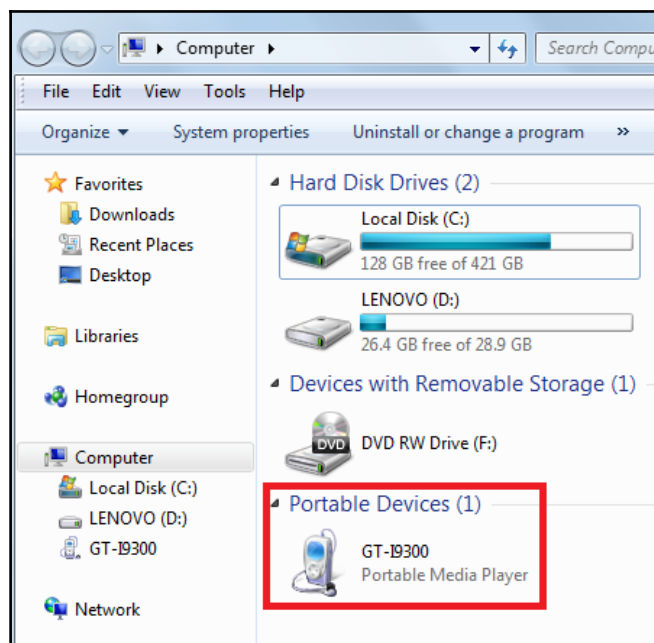 Computer
Search Compu
File Edit View Tools Help
Organize System properties Uninstall or change a program »
Favorites
Downloads
Recent Places
Desktop
Libraries
Homegroup
Computer
Local Disk (C:)
LENOVO (D:)
GT-I9300
Network
Hard Disk Drives (2)
Local Disk (C:)
128 GB free of 421 GB
LENOVO (D:)
26.4 GB free of 28.9 GB
Devices with Removable Storage (1)
DVD
DVD RW Drive (F:)
Portable Devices (1)
GT-I9300
Portable Media Player